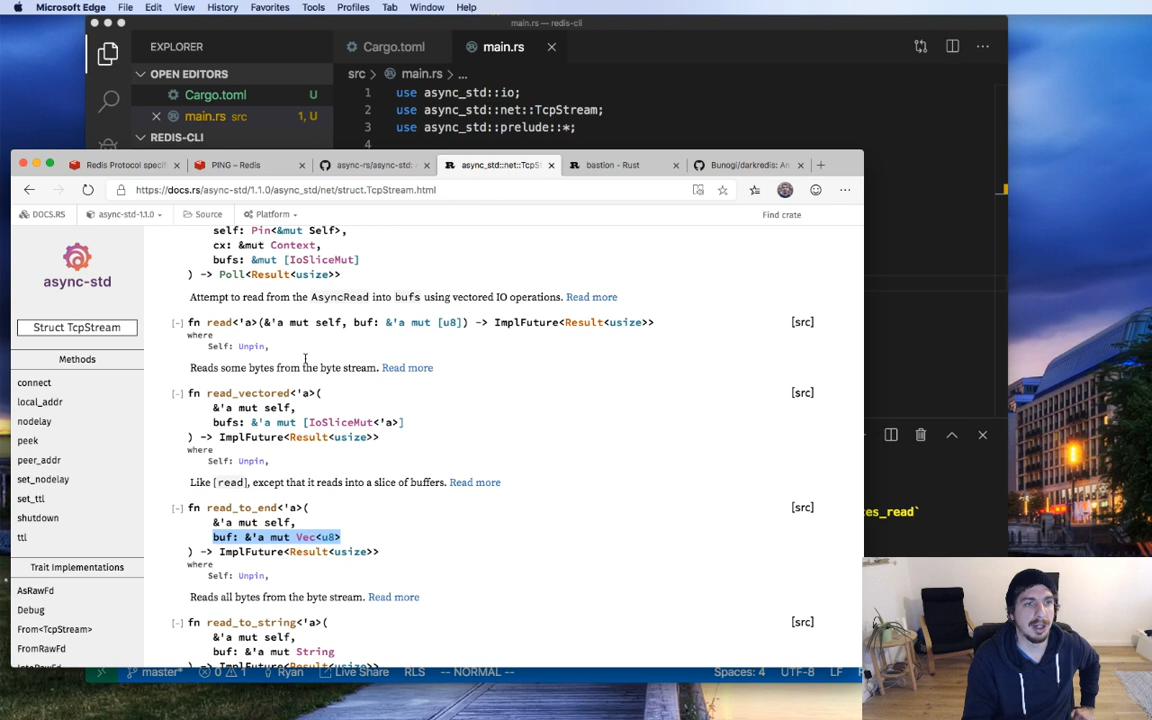 Microsoft Edge File Edit View History Favorites Tools Profiles Tab Window Help
main.rs — redis-cli
EXPLORER
Cargo.toml
main.rs
OPEN EDITORS
src > main.rs > ...
Cargo.toml U
1 use async_std::io;
main.rs src 1, U
2 use async_std::net::TcpStream;
REDIS-CLI
3 use async_std::prelude::*;
4
Redis Protocol specif
PING – Redis
async-rs/async-std:
async_std::net::TcpSt
bastion - Rust
Bunogi/darkredis: An
https://docs.rs/async-std/1.1.0/async_std/net/struct.TcpStream.html
DOCS.RS
async-std-1.1.0
Source
Platform
Find crate
async-std
Struct TcpStream
Methods
connect
local_addr
nodelay
peek
peer_addr
set_nodelay
set_ttl
shutdown
ttl
Trait Implementations
AsRawFd
Debug
From<TcpStream>
FromRawFd
self: Pin<&mut Self>,
cx: &mut Context,
bufs: &mut [IoSliceMut]
) -> Poll<Result<usize>>
Attempt to read from the AsyncRead into bufs using vectored IO operations. Read more
[-] fn read<'a>(&'a mut self, buf: &'a mut [u8]) -> ImplFuture<Result<usize>> [src]
where
Self: Unpin,
Reads some bytes from the byte stream. Read more
[-] fn read_vectored<'a>( [src]
&'a mut self,
bufs: &'a mut [IoSliceMut<'a>]
) -> ImplFuture<Result<usize>>
where
Self: Unpin,
Like [read], except that it reads into a slice of buffers. Read more
[-] fn read_to_end<'a>( [src]
&'a mut self,
buf: &'a mut Vec<u8>
) -> ImplFuture<Result<usize>>
where
Self: Unpin,
Reads all bytes from the byte stream. Read more
[-] fn read_to_string<'a>( [src]
&'a mut self,
buf: &'a mut String
) -> ImplFuture<Result<usize>>
es_read`
master* 0 1 Ryan Live Share RLS -- NORMAL -- Spaces: 4 UTF-8 LF